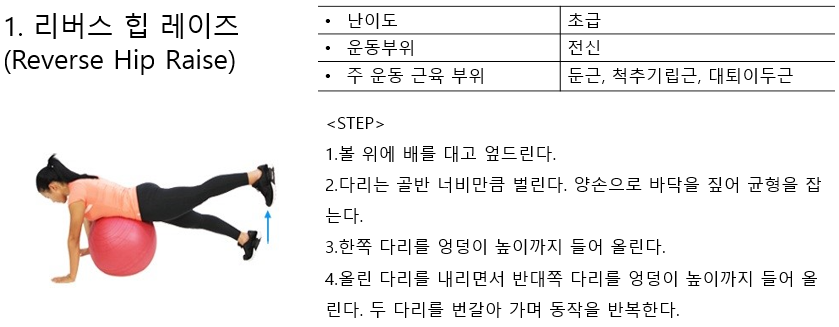 1. 리버스 힙 레이즈
(Reverse Hip Raise)
• 난이도 초급
• 운동부위 전신
• 주 운동 근육 부위 둔근, 척추기립근, 대퇴이두근
<STEP>
1.볼 위에 배를 대고 엎드린다.
2.다리는 골반 너비만큼 벌린다. 양손으로 바닥을 짚어 균형을 잡
는다.
3.한쪽 다리를 엉덩이 높이까지 들어 올린다.
4.올린 다리를 내리면서 반대쪽 다리를 엉덩이 높이까지 들어 올
린다. 두 다리를 번갈아 가며 동작을 반복한다.